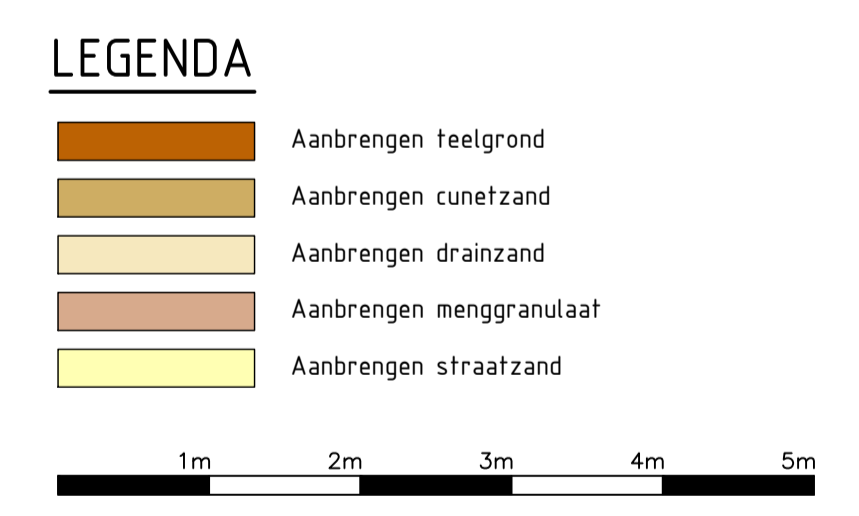 LEGENDA
Aanbrengen teelgrond
Aanbrengen cunetzand
Aanbrengen drainzand
Aanbrengen menggranulaat
Aanbrengen straatzand
1m 2m 3m 4m 5m